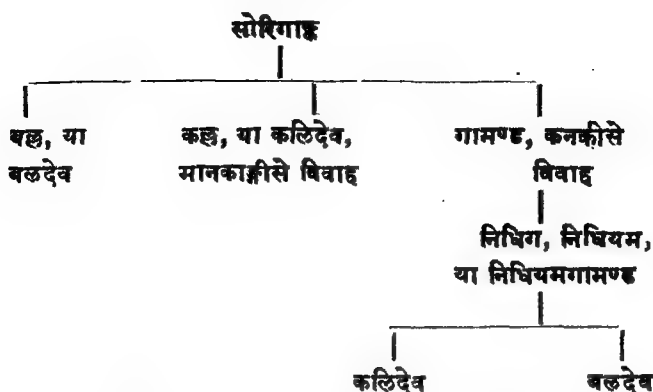 सोरिगाङ्क
बल्ल, या
बलदेव
कल्ल, या कलिदेव,
मानकाङ्गीसे विवाह
गामण्ड, कनकीसे
विवाह
निधिग, निधियम,
या निधियमगामण्ड
कलिदेव
बलदेव